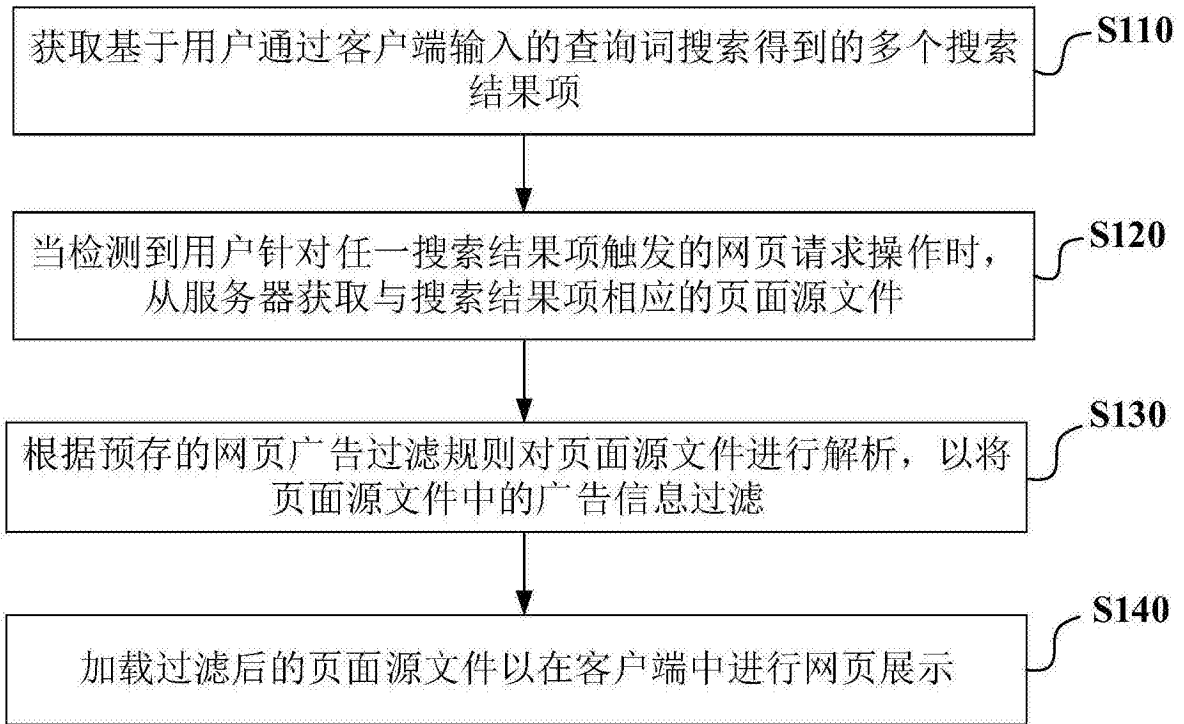 获取基于用户通过客户端输入的查询词搜索得到的多个搜索
结果项
S110
当检测到用户针对任一搜索结果项触发的网页请求操作时，
从服务器获取与搜索结果项相应的页面源文件
S120
根据预存的网页广告过滤规则对页面源文件进行解析，以将
页面源文件中的广告信息过滤
S130
加载过滤后的页面源文件以在客户端中进行网页展示
S140